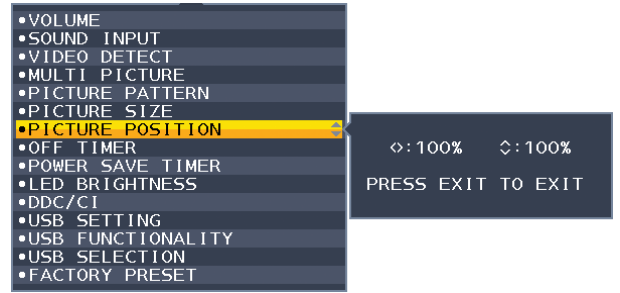 •VOLUME
•SOUND INPUT
•VIDEO DETECT
•MULTI PICTURE
•PICTURE PATTERN
•PICTURE SIZE
•PICTURE POSITION
•OFF TIMER
•POWER SAVE TIMER
•LED BRIGHTNESS
•DDC/CI
•USB SETTING
•USB FUNCTIONALITY
•USB SELECTION
•FACTORY PRESET
<>:100% ◇:100%
PRESS EXIT TO EXIT